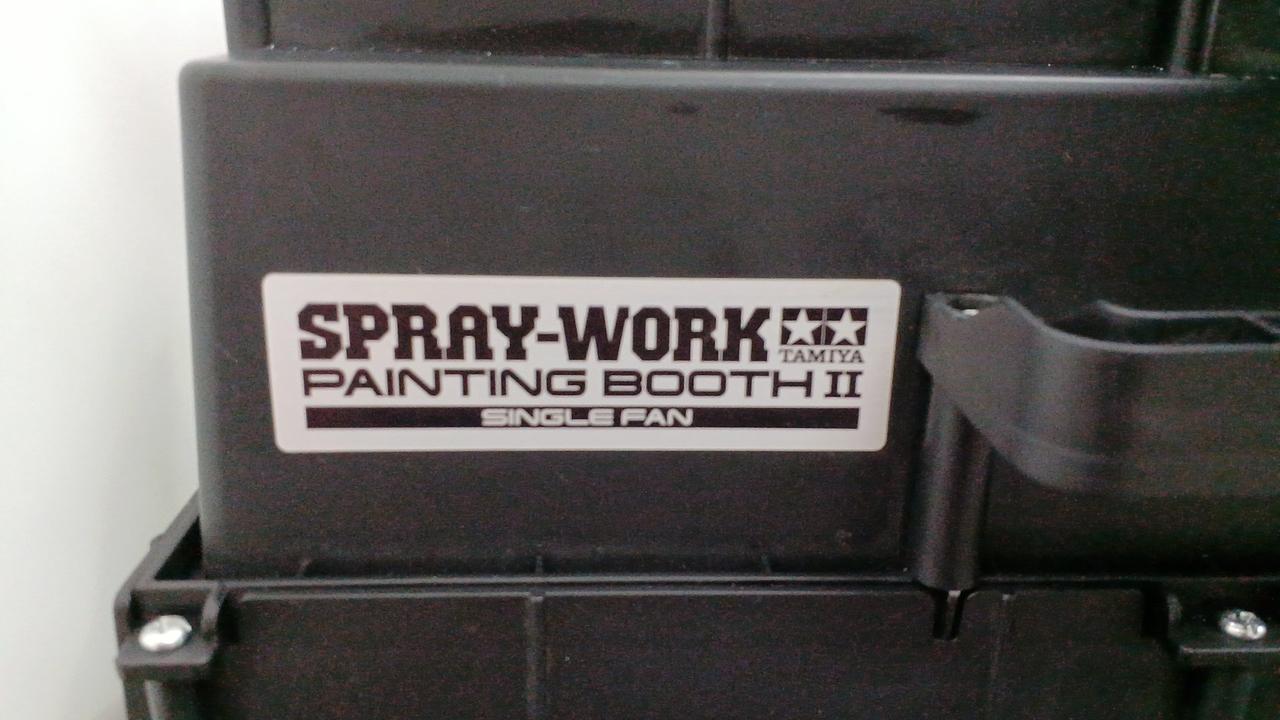 SPRAY-WORK
TAMIYA
PAINTING BOOTH II
SINGLE FAN